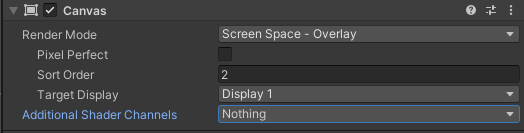 Canvas
Render Mode Screen Space - Overlay
Pixel Perfect
Sort Order 2
Target Display Display 1
Additional Shader Channels Nothing